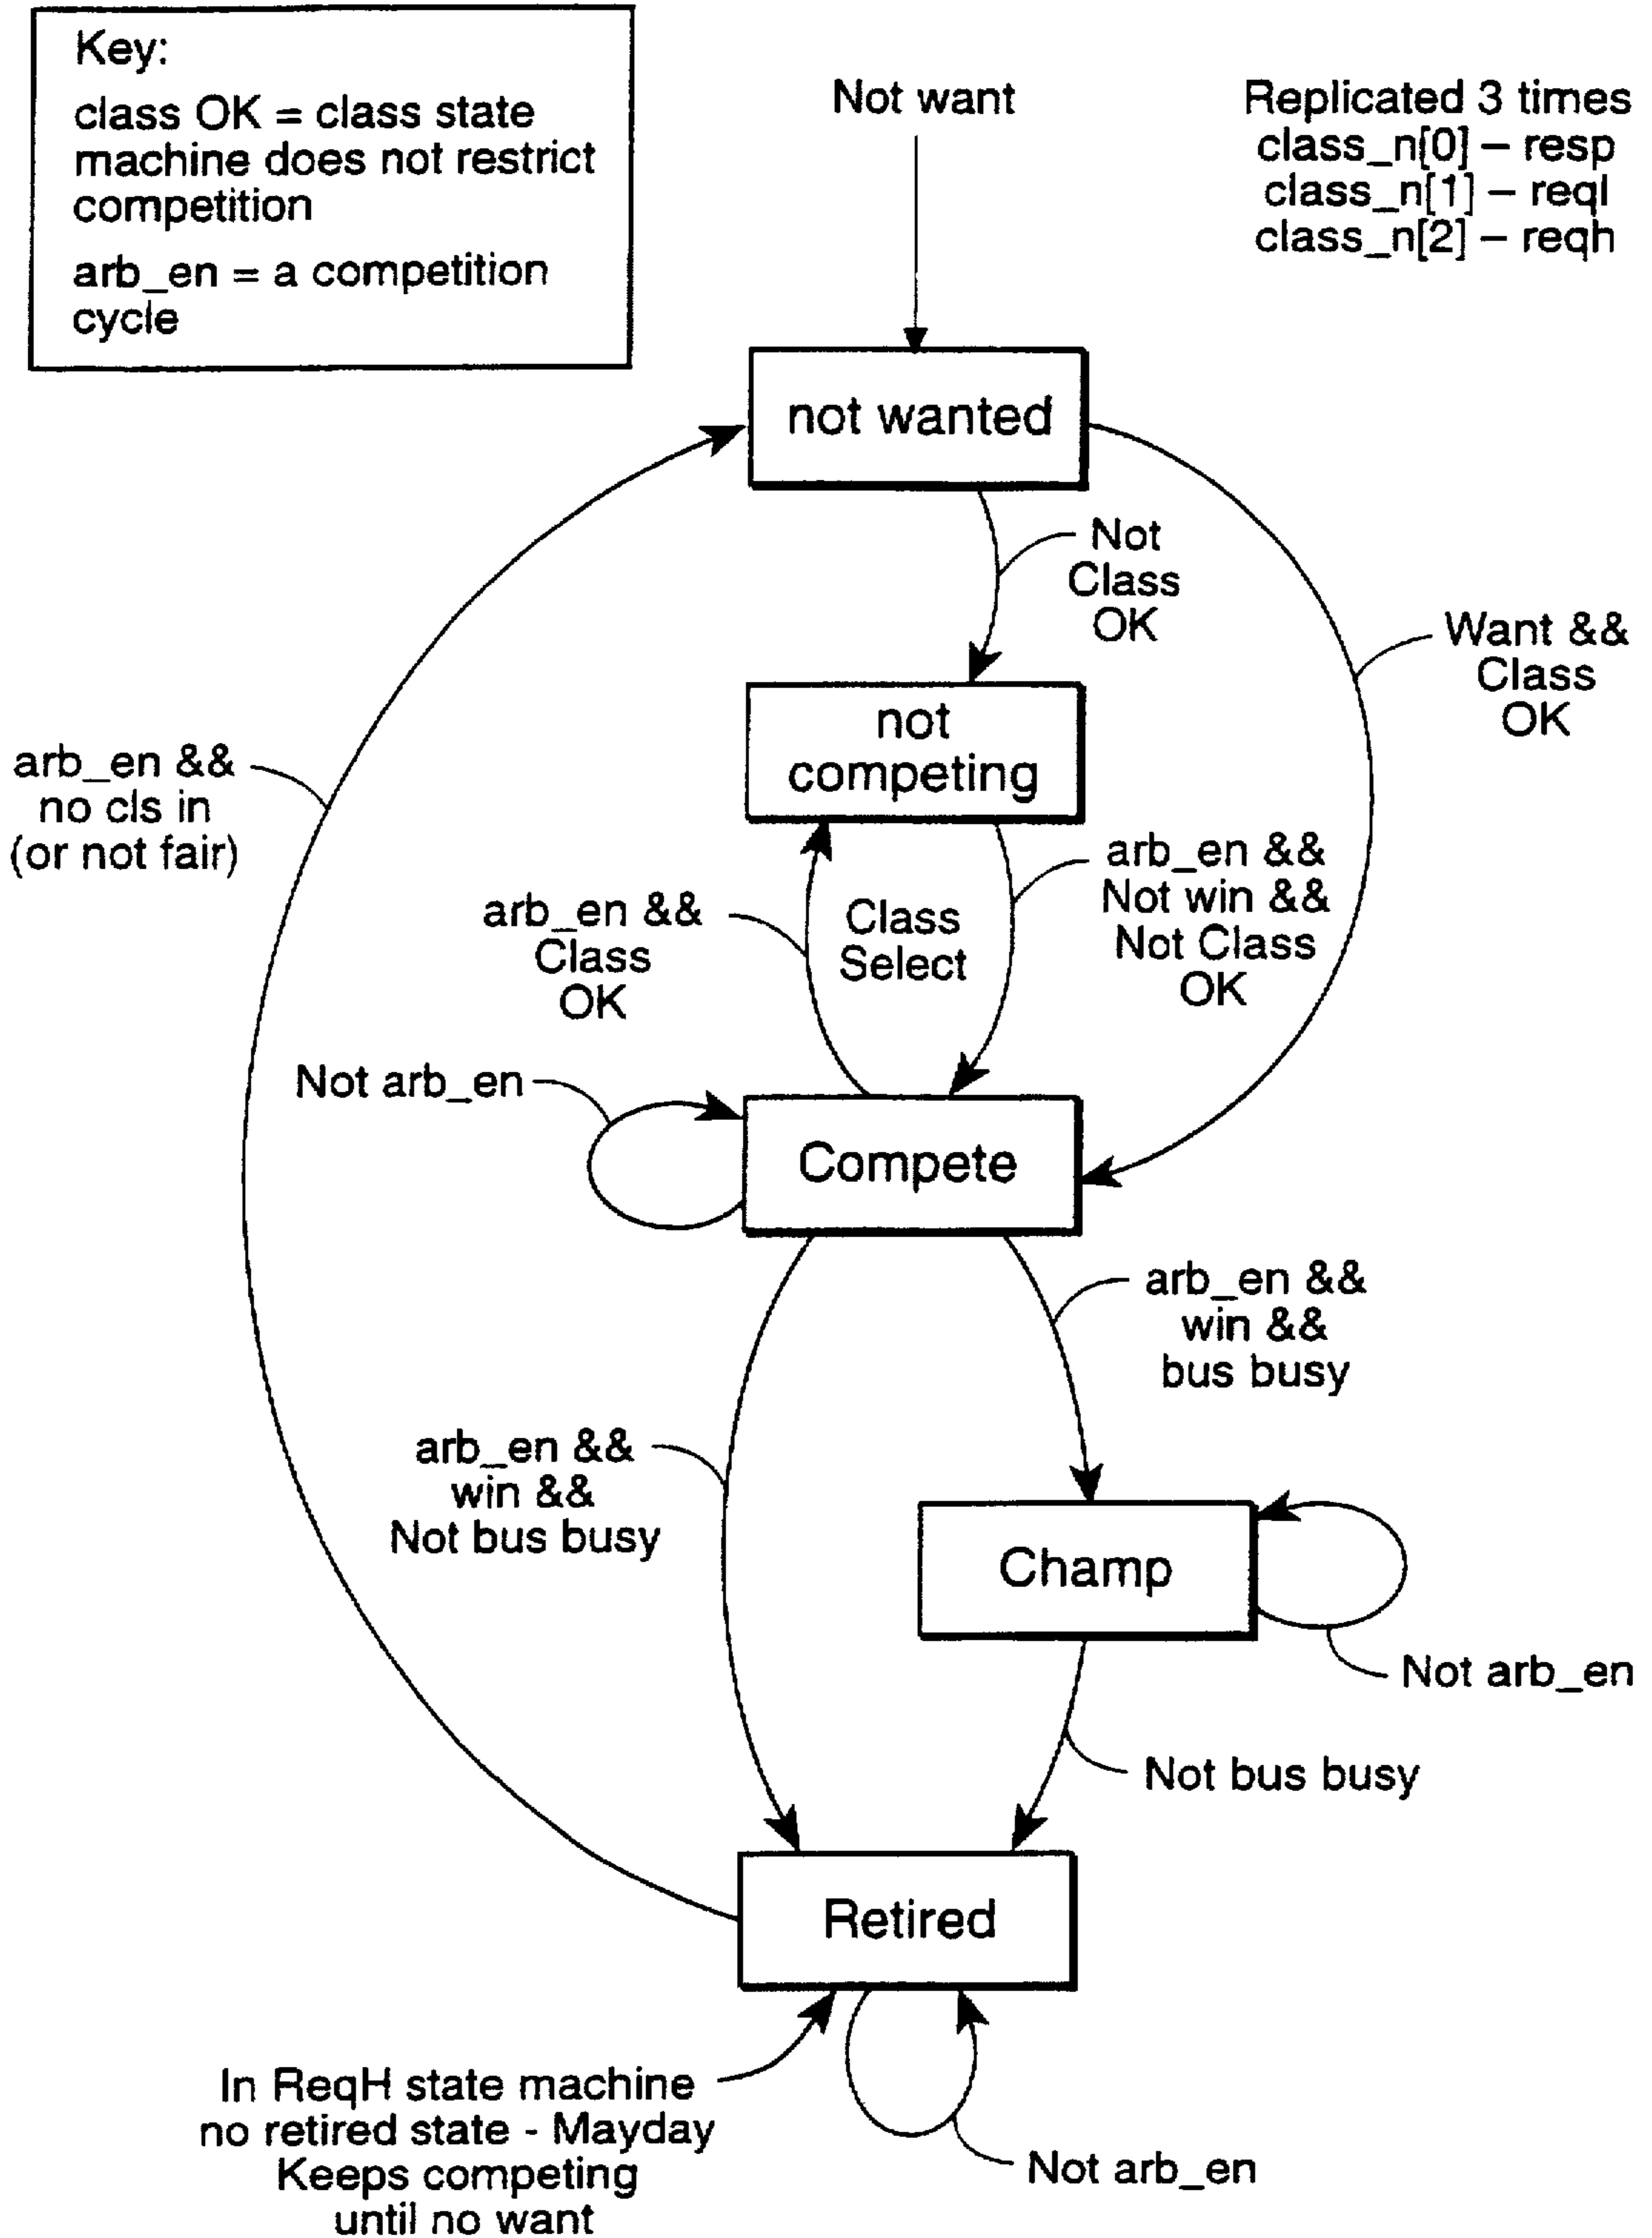 Key:
class OK = class state
machine does not restrict
competition
arb_en = a competition
cycle
Not want
Replicated 3 times
class_n[0] – resp
class_n[1] – reql
class_n[2] – reqh
not wanted
Not
Class
OK
Want &&
Class
OK
not
competing
arb_en &&
no cls in
(or not fair)
arb_en &&
Class
OK
Class
Select
arb_en &&
Not win &&
Not Class
OK
Not arb_en
Compete
arb_en &&
win &&
bus busy
arb_en &&
win &&
Not bus busy
Champ
Not arb_en
Not bus busy
Retired
In ReqH state machine
no retired state - Mayday
Keeps competing
until no want
Not arb_en